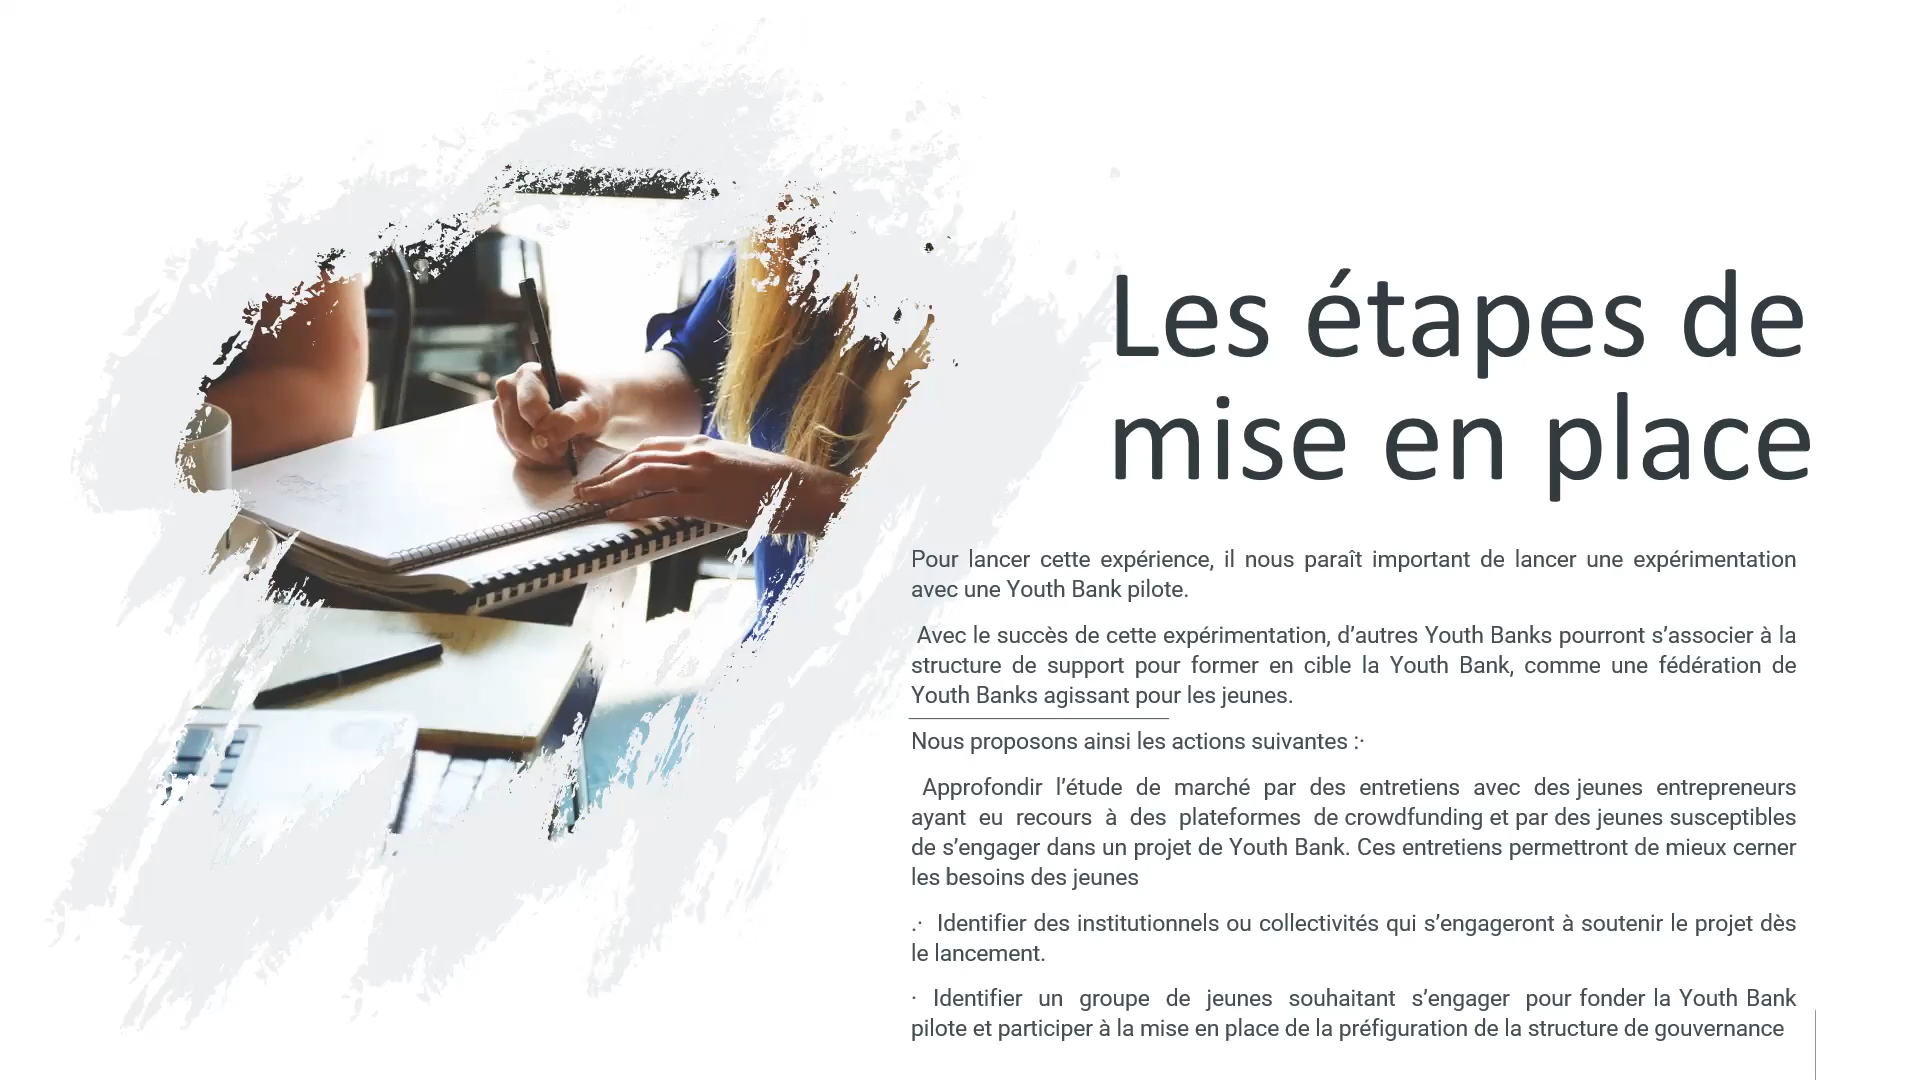 Les étapes de
mise en place
Pour lancer cette expérience, il nous paraît important de lancer une expérimentation
avec une Youth Bank pilote.
Avec le succès de cette expérimentation, d’autres Youth Banks pourront s’associer à la
structure de support pour former en cible la Youth Bank, comme une fédération de
Youth Banks agissant pour les jeunes.
Nous proposons ainsi les actions suivantes :·
Approfondir l’étude de marché par des entretiens avec des jeunes entrepreneurs
ayant eu recours à des plateformes de crowdfunding et par des jeunes susceptibles
de s’engager dans un projet de Youth Bank. Ces entretiens permettront de mieux cerner
les besoins des jeunes
.· Identifier des institutionnels ou collectivités qui s’engageront à soutenir le projet dès
le lancement.
· Identifier un groupe de jeunes souhaitant s’engager pour fonder la Youth Bank
pilote et participer à la mise en place de la préfiguration de la structure de gouvernance